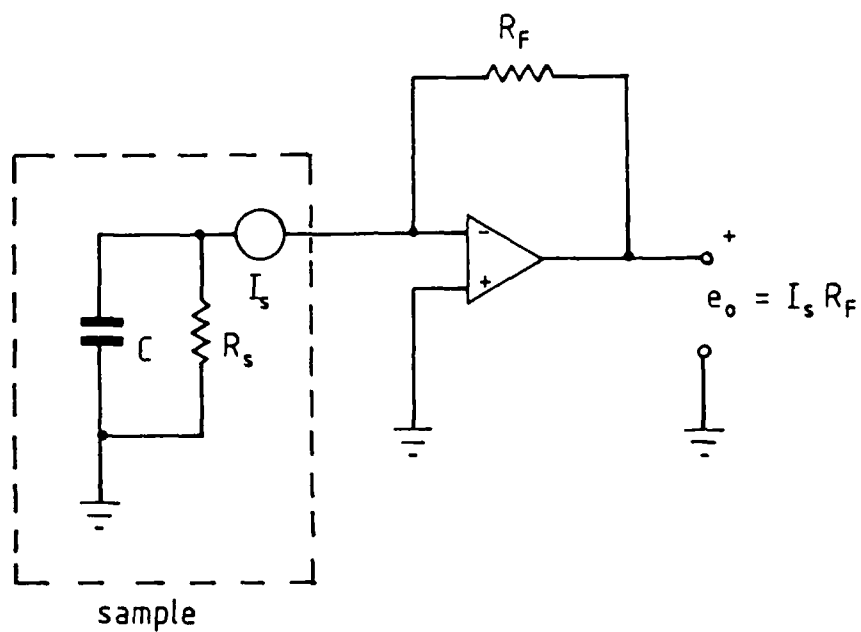 R_F
-
+
+
I_s
C
R_s
e_o = I_s R_F
sample